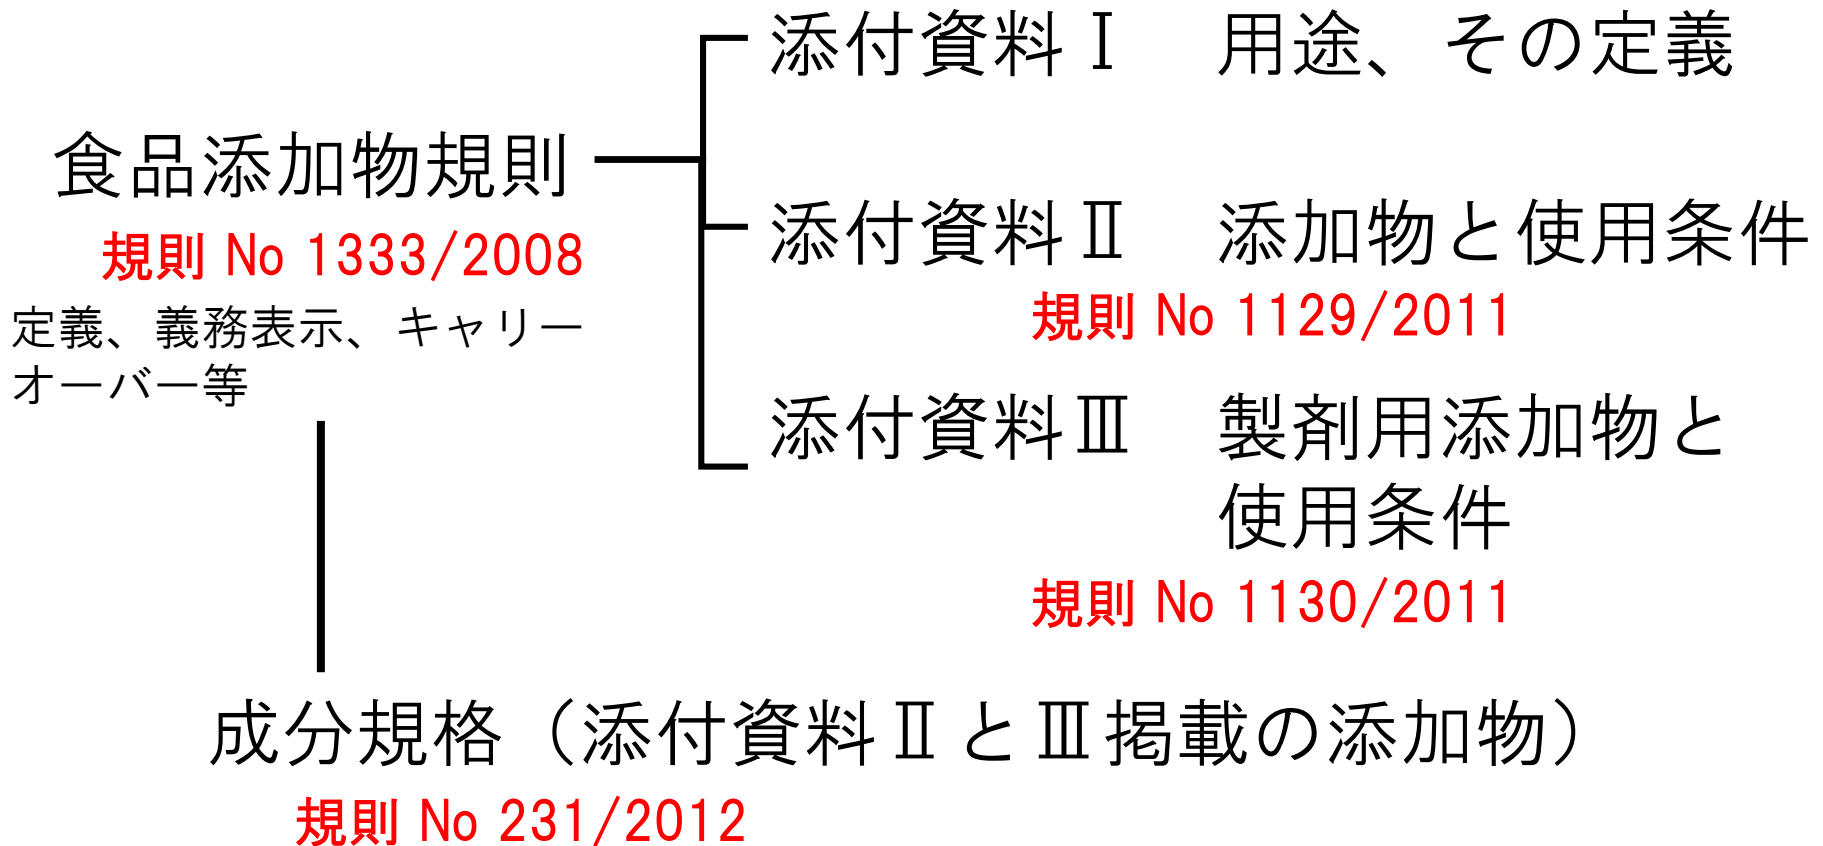 添付資料Ⅰ　用途、その定義
食品添加物規則
規則 No 1333/2008
定義、義務表示、キャリー
オーバー等
添付資料Ⅱ　添加物と使用条件
規則 No 1129/2011
添付資料Ⅲ　製剤用添加物と
使用条件
規則 No 1130/2011
成分規格（添付資料ⅡとⅢ掲載の添加物）
規則 No 231/2012